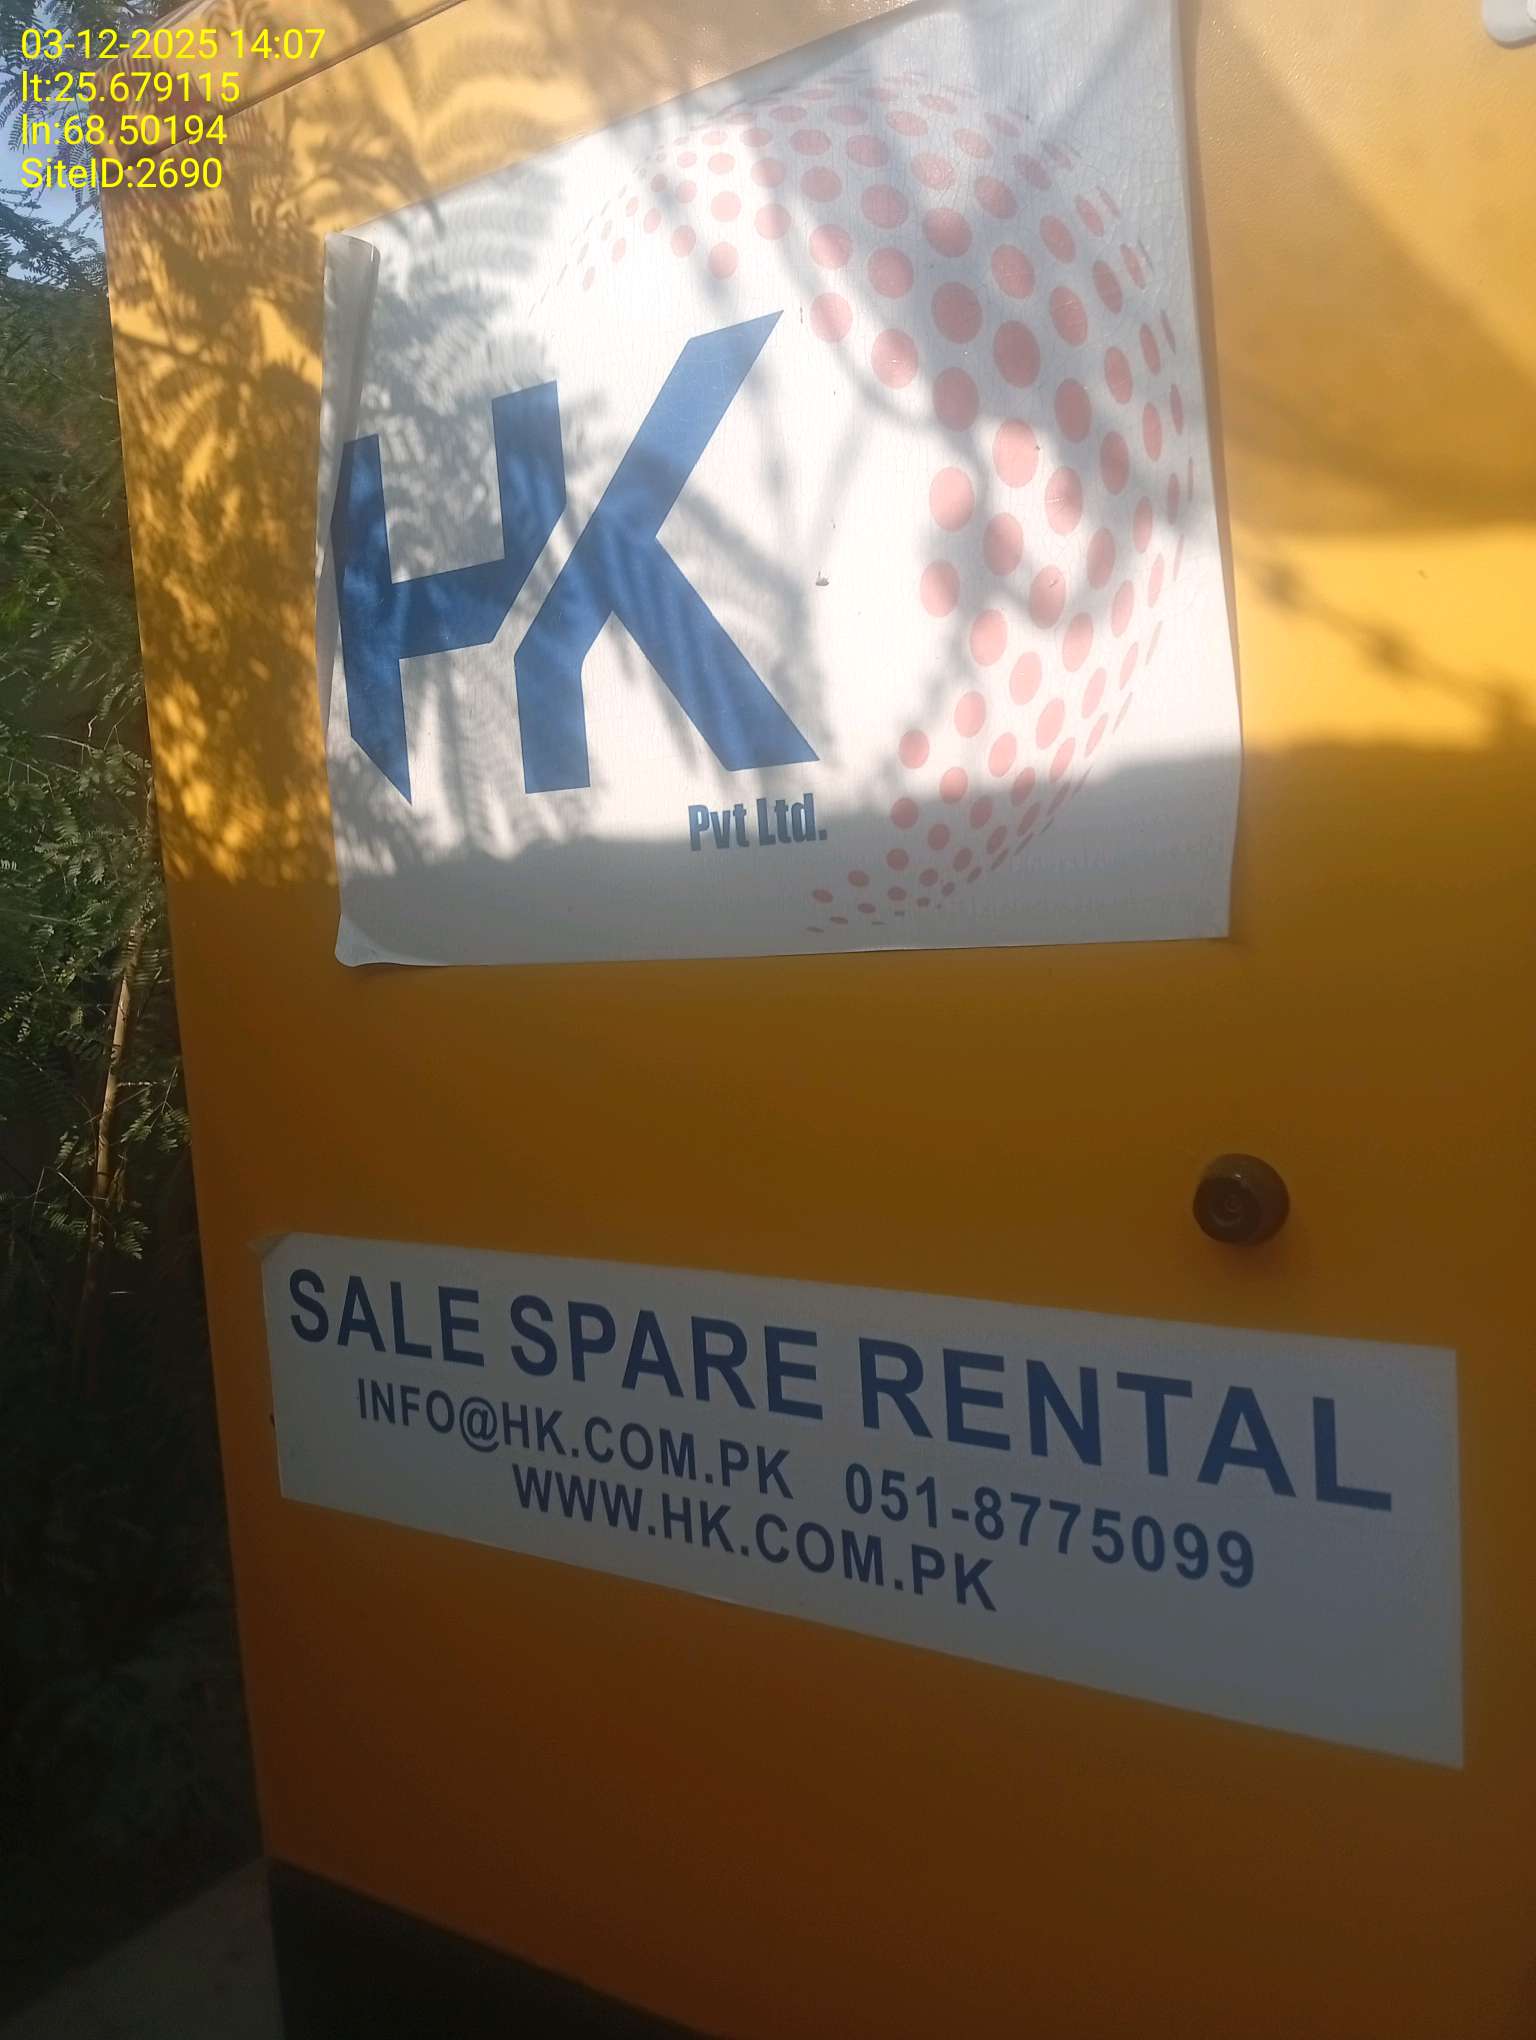 03-12-2025 14:07
lt:25.679115
ln:68.50194
SiteID:2690
HK
Pvt Ltd.
SALE SPARE RENTAL
INFO@HK.COM.PK 051-8775099
WWW.HK.COM.PK